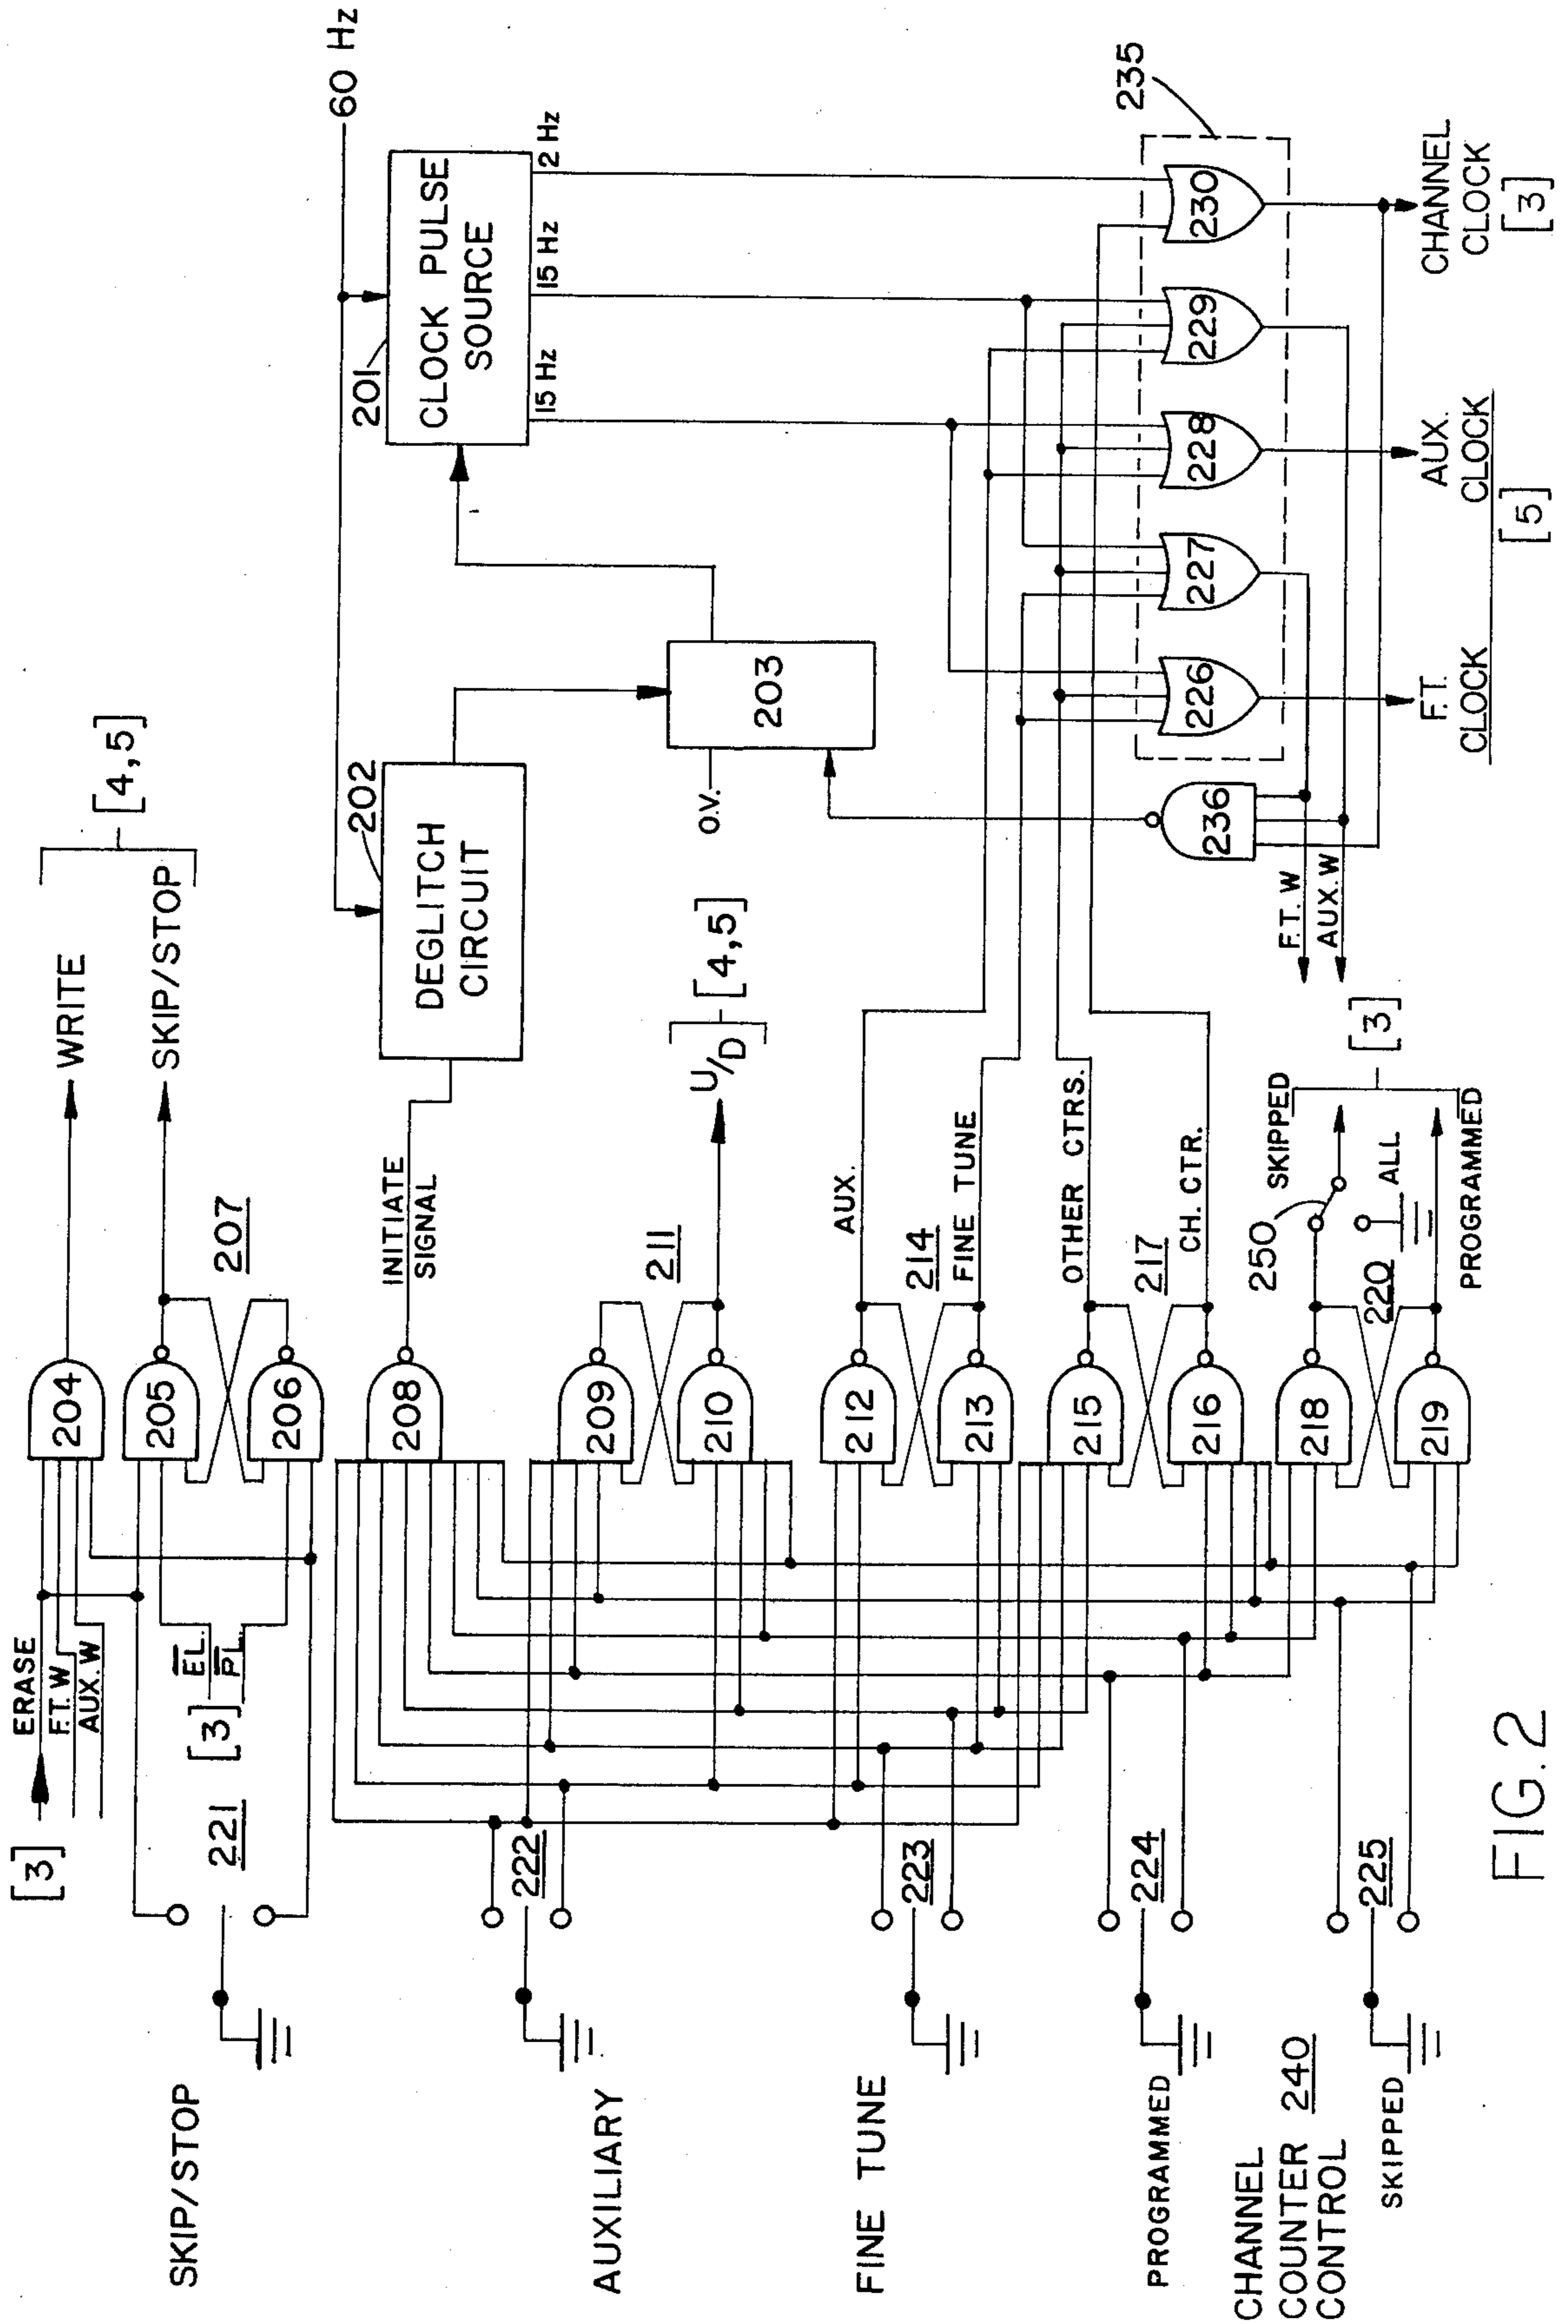 [3]
ERASE
F.T. W
AUX. W
204
WRITE
205
206
207
SKIP/STOP
[4,5]
EL.
PL
[3]
221
SKIP/STOP
60 Hz
201
CLOCK PULSE
SOURCE
15 Hz
15 Hz
2 Hz
202
DEGLITCH
CIRCUIT
203
O.V.
208
INITIATE
SIGNAL
209
210
211
U/D
[4,5]
222
AUXILIARY
212
213
214
AUX.
FINE TUNE
223
FINE TUNE
215
216
217
OTHER CTRS.
CH. CTR.
224
PROGRAMMED
218
219
220
250
SKIPPED
ALL
PROGRAMMED
[3]
225
SKIPPED
CHANNEL
COUNTER 240
CONTROL
235
226
227
228
229
230
236
F.T. W
AUX. W
F.T.
CLOCK
AUX.
CLOCK
[5]
CHANNEL
CLOCK
[3]
FIG. 2